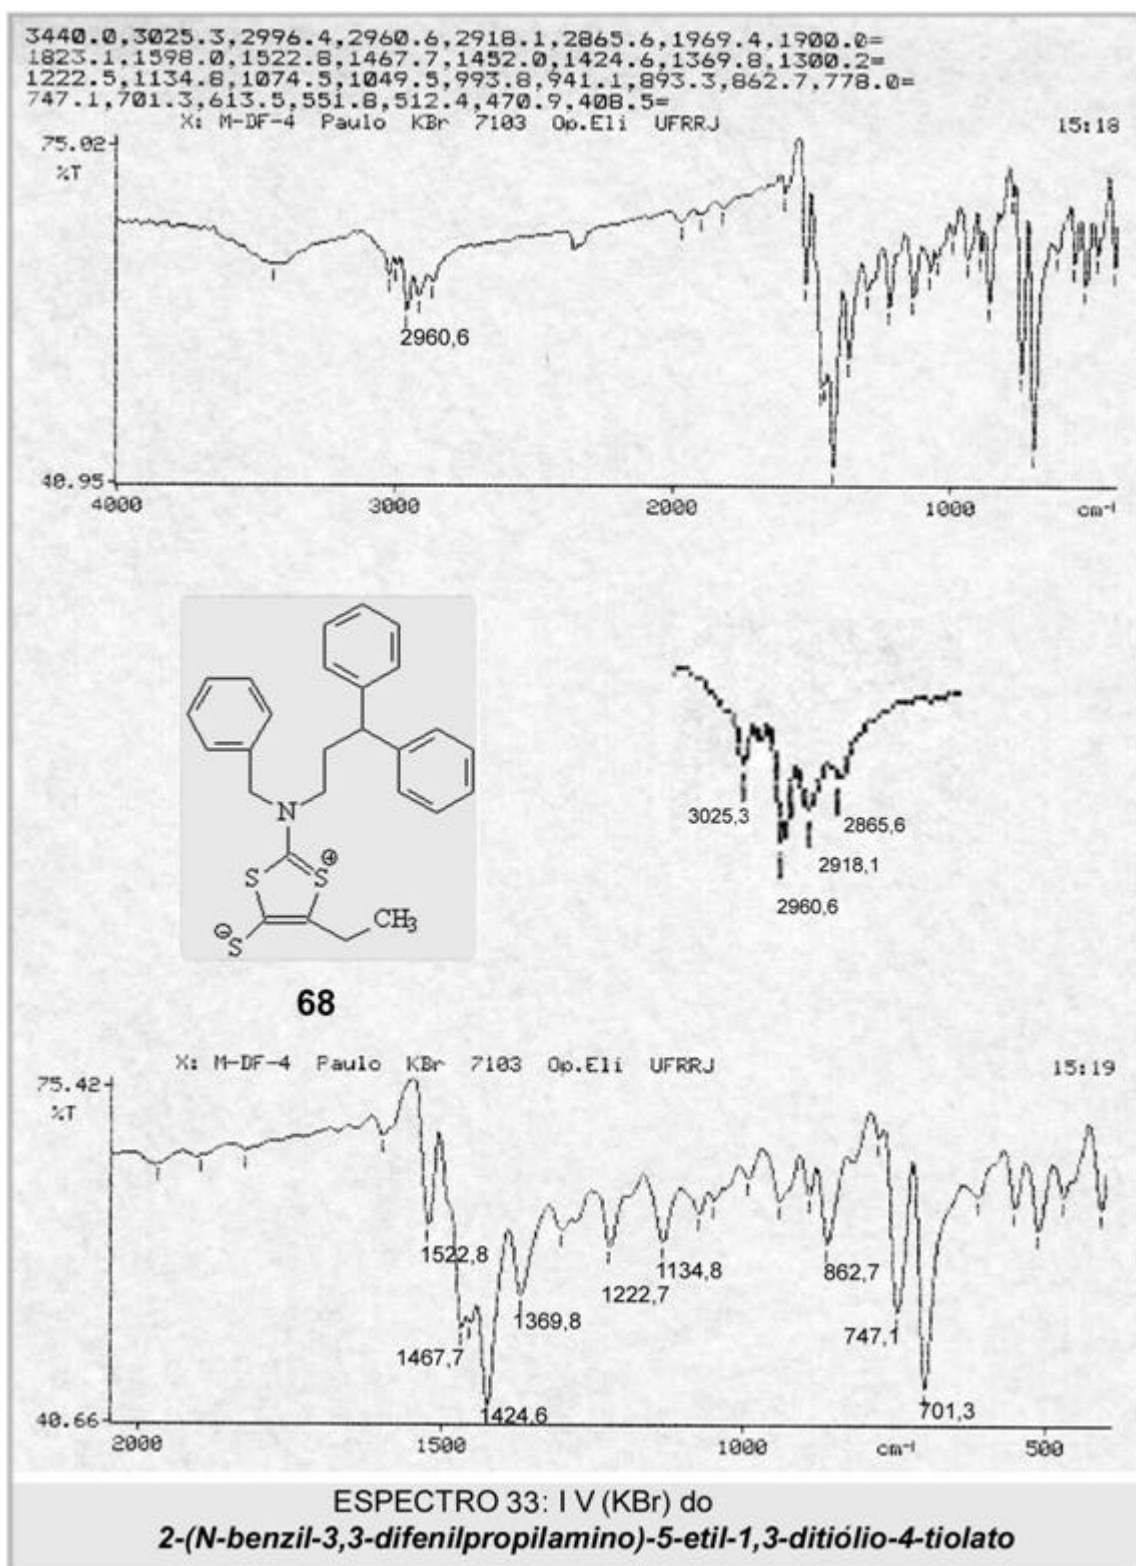 3440.0,3025.3,2996.4,2960.6,2918.1,2865.6,1969.4,1900.0=
1823.1,1598.0,1522.8,1467.7,1452.0,1424.6,1369.8,1300.2=
1222.5,1134.8,1074.5,1049.5,993.8,941.1,893.3,862.7,778.0=
747.1,701.3,613.5,551.8,512.4,470.9,408.5=
X: M-DF-4 Paulo KBr 7103 Op.Eli UFRRJ 15:18
75.02
%T
2960,6
40.95
4000 3000 2000 1000 cm-1
N
S S ⊕
⊖ S CH3
68
3025,3
2865,6
2918,1
2960,6
X: M-DF-4 Paulo KBr 7103 Op.Eli UFRRJ 15:19
75.42
%T
1522,8
1134,8
862,7
1222,7
1369,8
747,1
1467,7
1424,6
701,3
40.66
2000 1500 1000 cm-1 500
ESPECTRO 33: I V (KBr) do
2-(N-benzil-3,3-difenilpropilamino)-5-etil-1,3-ditiólio-4-tiolato